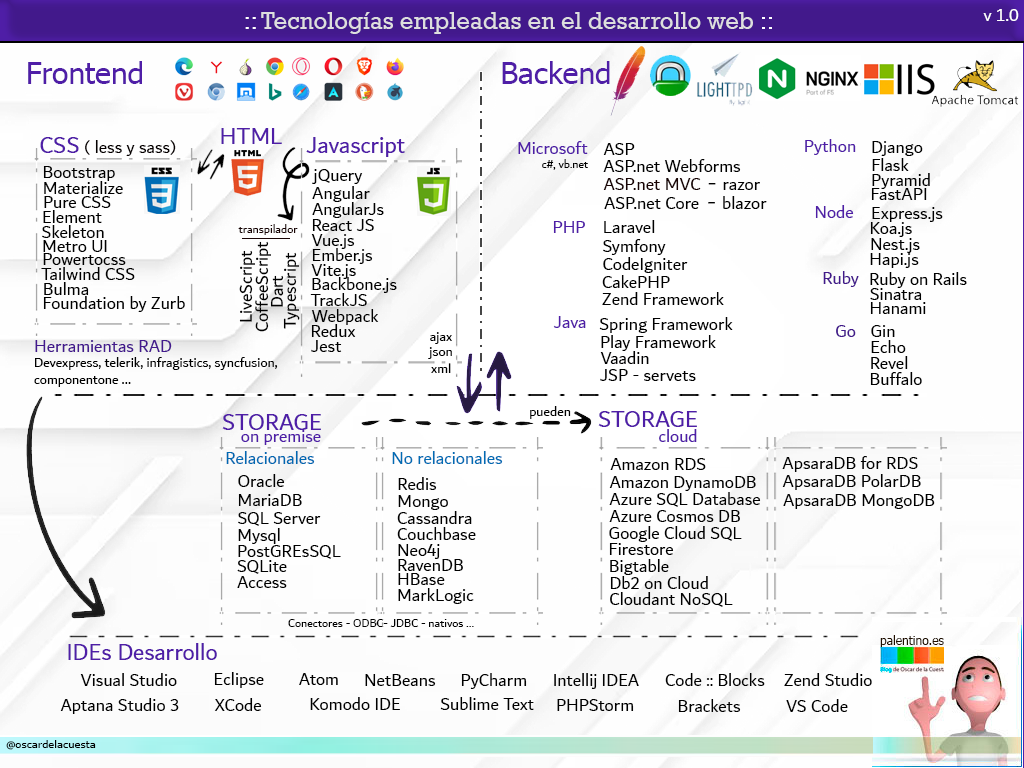 :: Tecnologías empleadas en el desarrollo web ::
v 1.0
Frontend
CSS ( less y sass)
CSS
Bootstrap
Materialize
Pure CSS
Element
Skeleton
Metro UI
Powertocss
Tailwind CSS
Bulma
Foundation by Zurb
HTML
HTML
transpilador
LiveScript
CoffeeScript
Dart
Typescript
Javascript
JS
jQuery
Angular
AngularJs
React JS
Vue.js
Ember.js
Vite.js
Backbone.js
TrackJS
Webpack
Redux
Jest
ajax
json
xml
Herramientas RAD
Devexpress, telerik, infragistics, syncfusion,
componentone ...
Backend
LIGHTTPD
fly light
NGINX
Part of F5
IIS
Apache Tomcat
Microsoft
c#, vb.net
ASP
ASP.net Webforms
ASP.net MVC - razor
ASP.net Core - blazor
PHP
Laravel
Symfony
CodeIgniter
CakePHP
Zend Framework
Java
Spring Framework
Play Framework
Vaadin
JSP - servets
Python
Django
Flask
Pyramid
FastAPI
Node
Express.js
Koa.js
Nest.js
Hapi.js
Ruby
Ruby on Rails
Sinatra
Hanami
Go
Gin
Echo
Revel
Buffalo
STORAGE
on premise
Relacionales
Oracle
MariaDB
SQL Server
Mysql
PostGREsSQL
SQLite
Access
No relacionales
Redis
Mongo
Cassandra
Couchbase
Neo4j
RavenDB
HBase
MarkLogic
Conectores - ODBC- JDBC - nativos ...
pueden
STORAGE
cloud
Amazon RDS
Amazon DynamoDB
Azure SQL Database
Azure Cosmos DB
Google Cloud SQL
Firestore
Bigtable
Db2 on Cloud
Cloudant NoSQL
ApsaraDB for RDS
ApsaraDB PolarDB
ApsaraDB MongoDB
IDEs Desarrollo
Visual Studio Eclipse Atom NetBeans PyCharm Intellij IDEA Code :: Blocks Zend Studio
Aptana Studio 3 XCode Komodo IDE Sublime Text PHPStorm Brackets VS Code
palentino.es
Blog de Oscar de la Cuesta
@oscardelacuesta